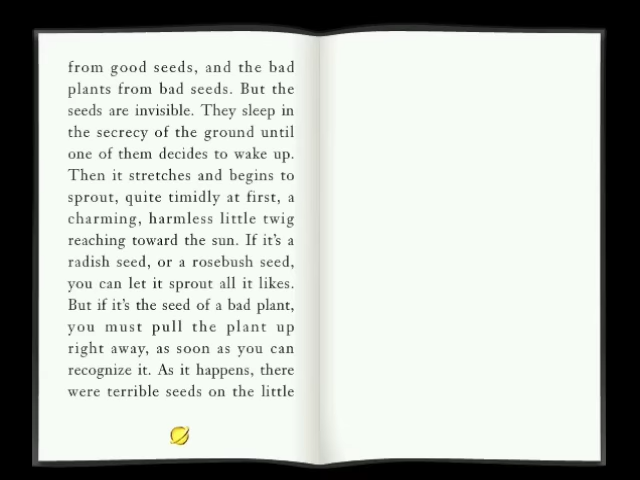 from good seeds, and the bad
plants from bad seeds. But the
seeds are invisible. They sleep in
the secrecy of the ground until
one of them decides to wake up.
Then it stretches and begins to
sprout, quite timidly at first, a
charming, harmless little twig
reaching toward the sun. If it's a
radish seed, or a rosebush seed,
you can let it sprout all it likes.
But if it's the seed of a bad plant,
you must pull the plant up
right away, as soon as you can
recognize it. As it happens, there
were terrible seeds on the little